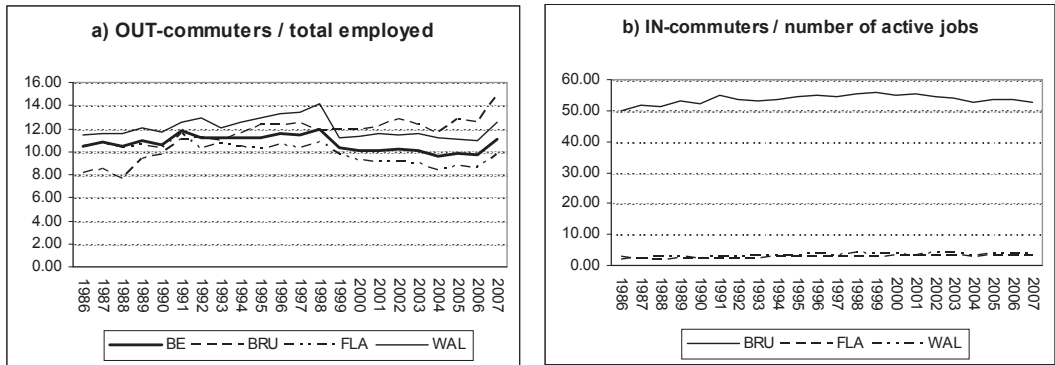 a) OUT-commuters / total employed
16.00
14.00
12.00
10.00
8.00
6.00
4.00
2.00
0.00
1986 1987 1988 1989 1990 1991 1992 1993 1994 1995 1996 1997 1998 1999 2000 2001 2002 2003 2004 2005 2006 2007
BE BRU FLA WAL
b) IN-commuters / number of active jobs
60.00
50.00
40.00
30.00
20.00
10.00
0.00
1986 1987 1988 1989 1990 1991 1992 1993 1994 1995 1996 1997 1998 1999 2000 2001 2002 2003 2004 2005 2006 2007
BRU FLA WAL